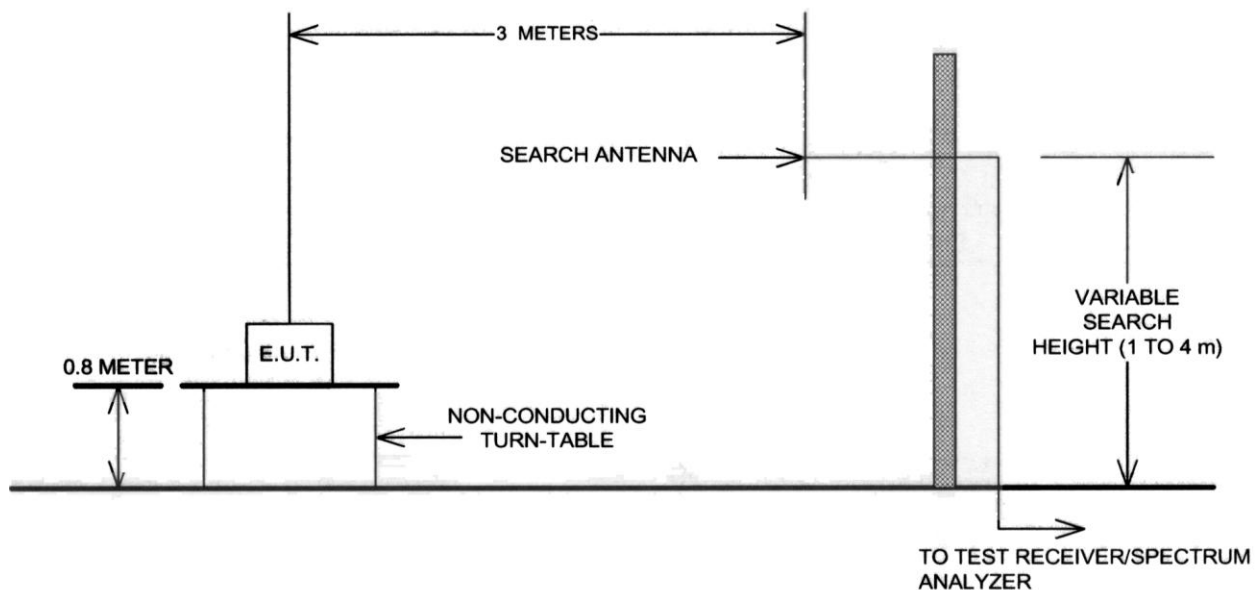 3 METERS
SEARCH ANTENNA
E.U.T.
0.8 METER
NON-CONDUCTING
TURN-TABLE
VARIABLE
SEARCH
HEIGHT (1 TO 4 m)
TO TEST RECEIVER/SPECTRUM
ANALYZER